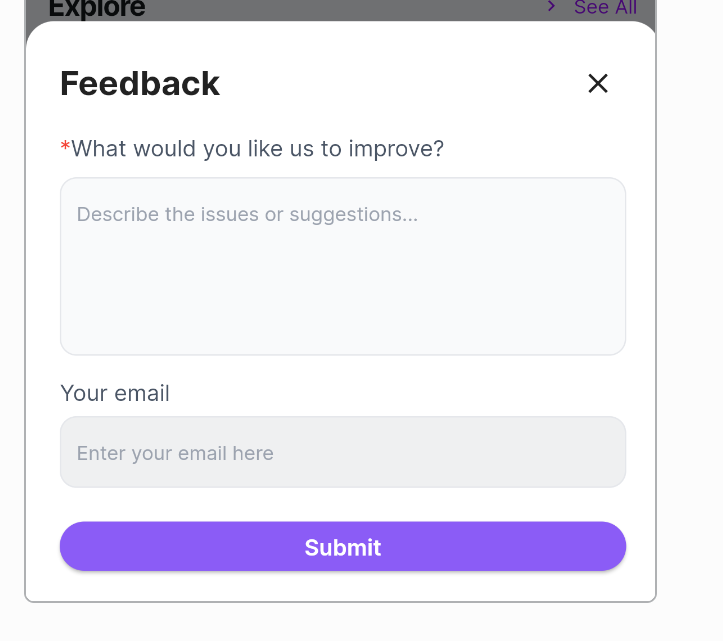 Explore
See All
Feedback
*What would you like us to improve?
Describe the issues or suggestions...
Your email
Enter your email here
Submit